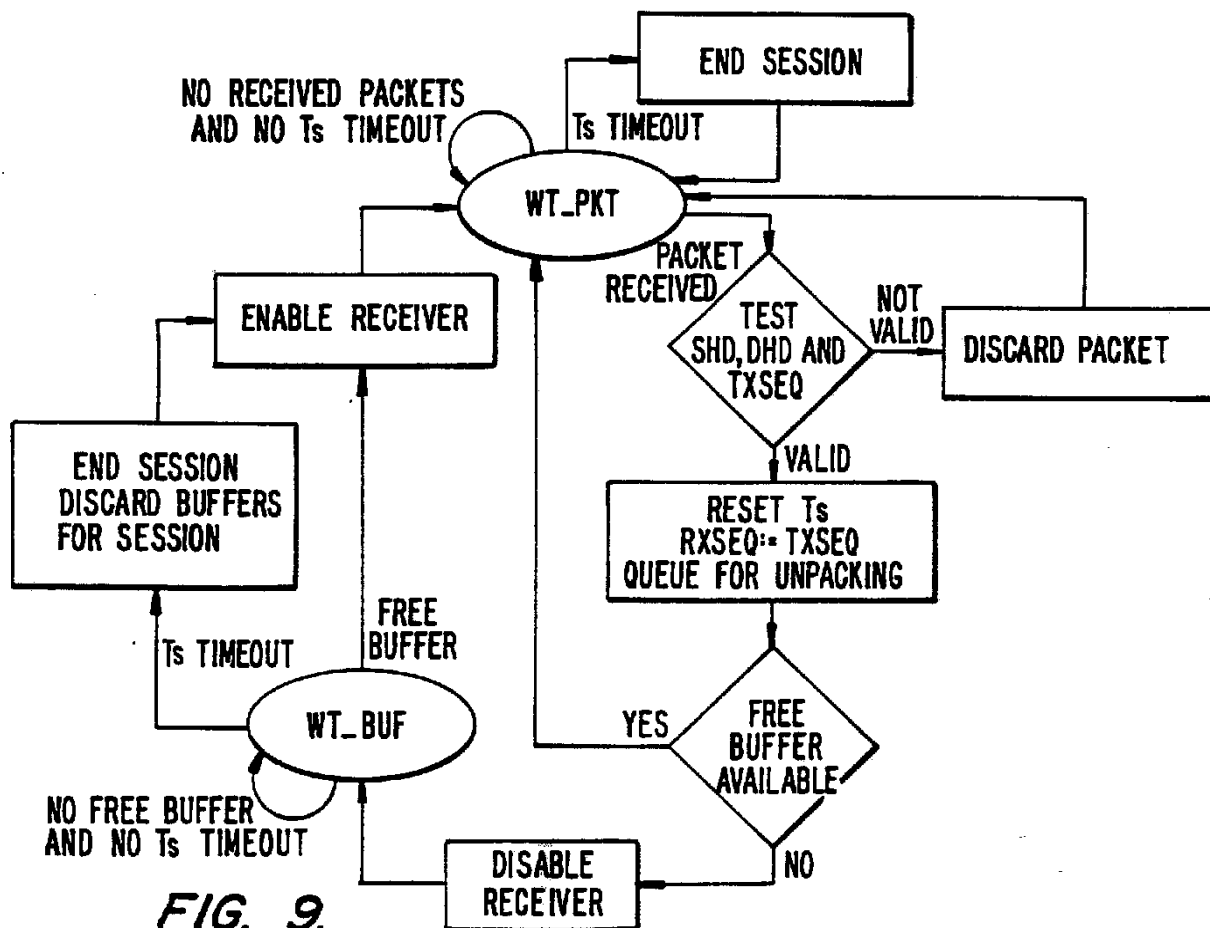 END SESSION
NO RECEIVED PACKETS
AND NO Ts TIMEOUT
Ts TIMEOUT
WT_PKT
PACKET
RECEIVED
ENABLE RECEIVER
TEST
SHD, DHD AND
TXSEQ
NOT
VALID
DISCARD PACKET
VALID
END SESSION
DISCARD BUFFERS
FOR SESSION
RESET Ts
RXSEQ:= TXSEQ
QUEUE FOR UNPACKING
Ts TIMEOUT
FREE
BUFFER
WT_BUF
YES
FREE
BUFFER
AVAILABLE
NO FREE BUFFER
AND NO Ts TIMEOUT
DISABLE
RECEIVER
NO
FIG. 9.